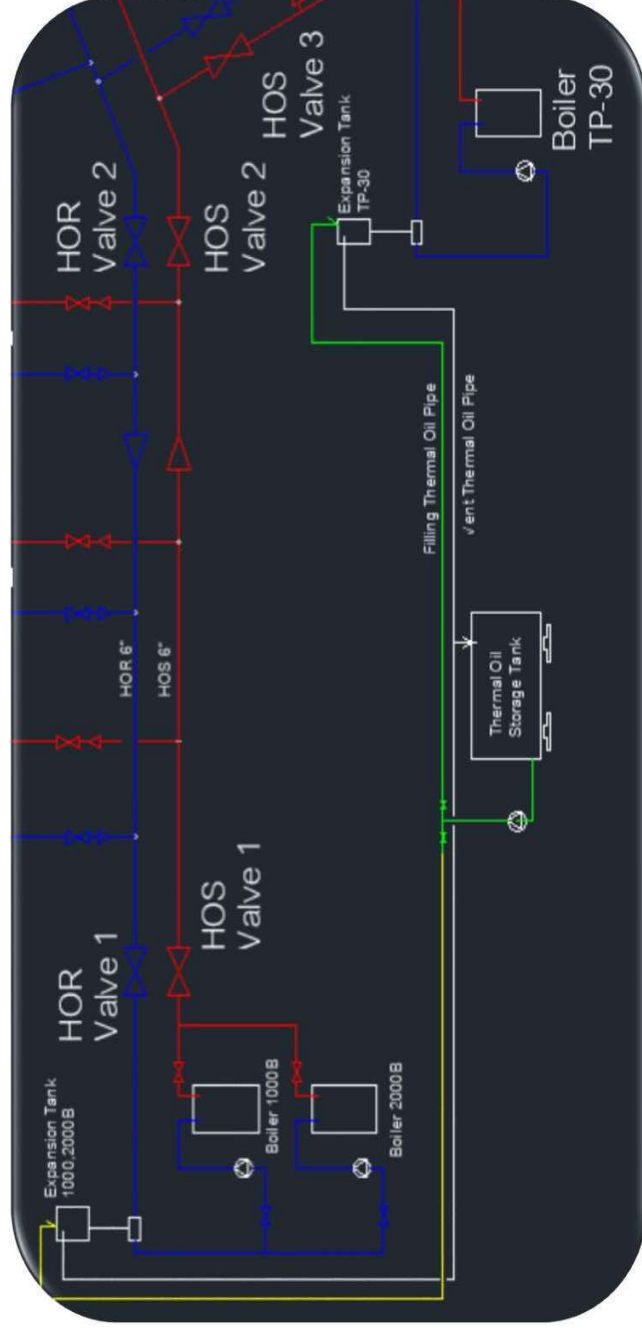 Expansion Tank
1000,2000B
HOR
Valve 1
HOS
Valve 1
Boiler 1000B
Boiler 2000B
HOR 6"
HOS 6"
HOR
Valve 2
HOS
Valve 2
HOS
Valve 3
Expansion Tank
TP-30
Boiler
TP-30
Filling Thermal Oil Pipe
Vent Thermal Oil Pipe
Thermal Oil
Storage Tank